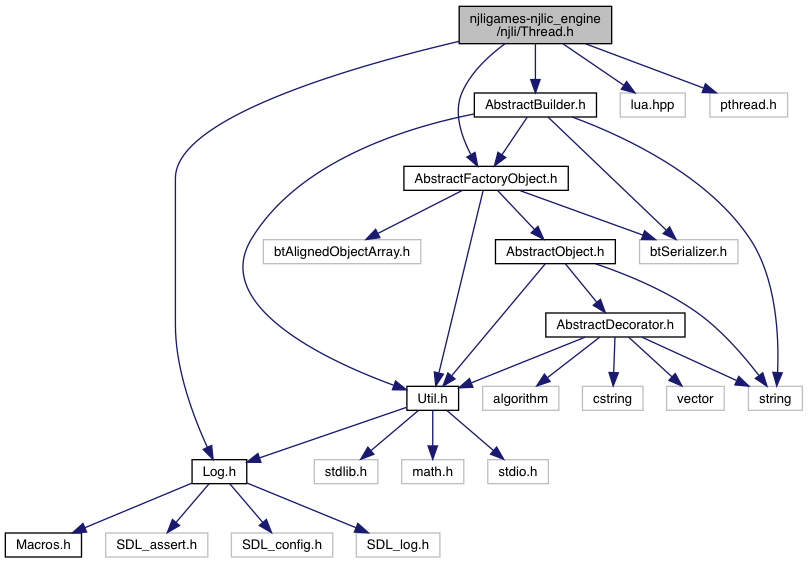 njligames-njlic_engine
/njli/Thread.h
AbstractBuilder.h
lua.hpp
pthread.h
AbstractFactoryObject.h
btAlignedObjectArray.h
AbstractObject.h
btSerializer.h
AbstractDecorator.h
Util.h
algorithm
cstring
vector
string
Log.h
stdlib.h
math.h
stdio.h
Macros.h
SDL_assert.h
SDL_config.h
SDL_log.h